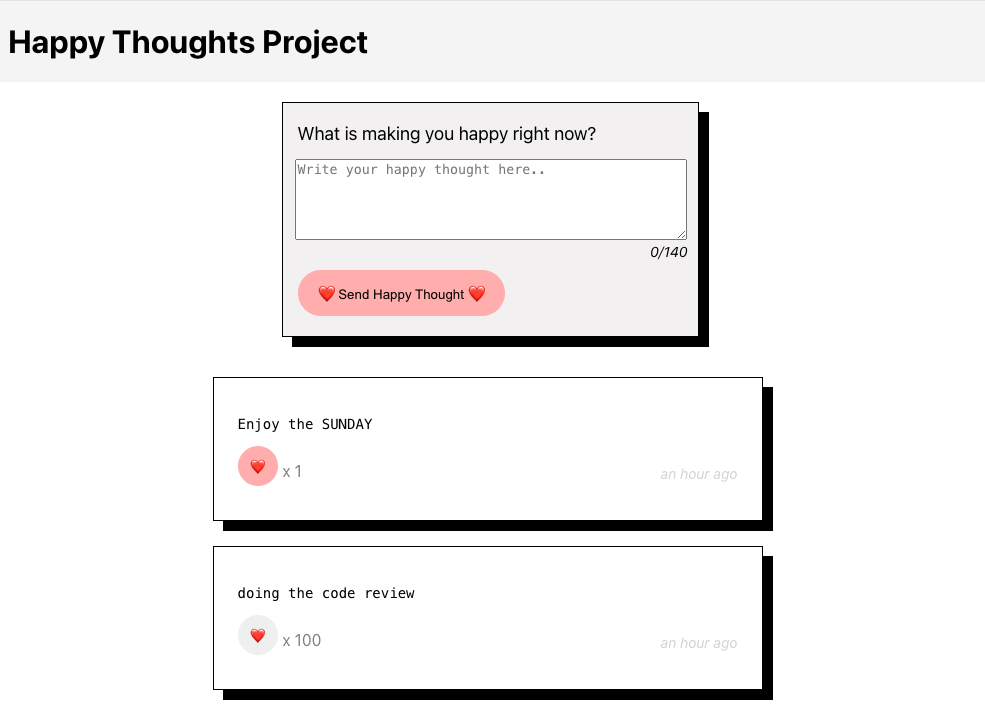 Happy Thoughts Project
What is making you happy right now?
Write your happy thought here..
0/140
❤️ Send Happy Thought ❤️
Enjoy the SUNDAY
❤️ x 1
an hour ago
doing the code review
❤️ x 100
an hour ago